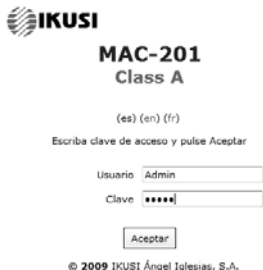 IKUSI
MAC-201
Class A
(es) (en) (fr)
Escriba clave de acceso y pulse Aceptar
Usuario Admin
Clave •••••
Aceptar
© 2009 IKUSI Ángel Iglesias, S.A.